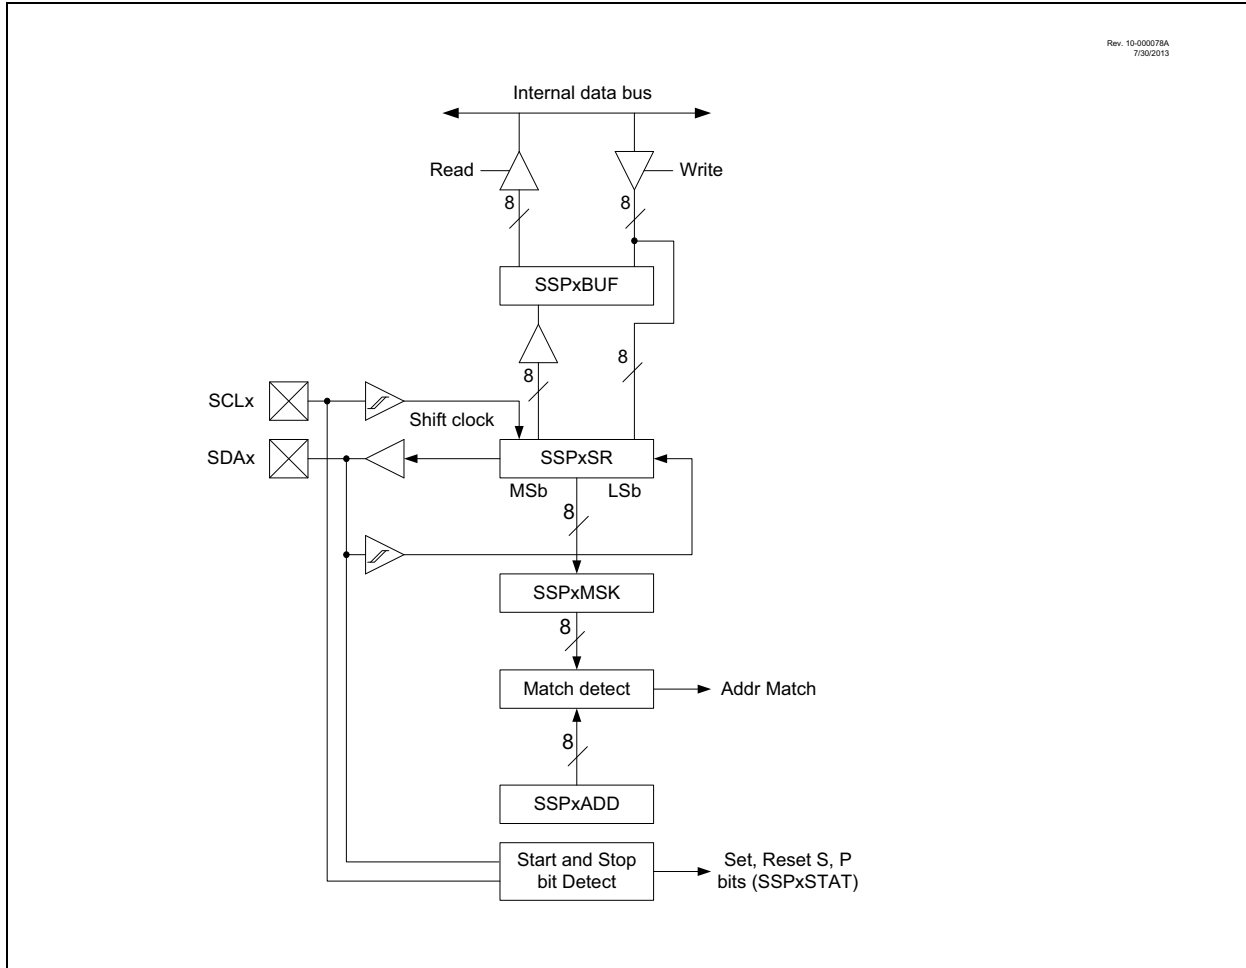 Rev. 10-000078A
7/30/2013
Internal data bus
Read
Write
8
8
SSPxBUF
8
8
SCLx
Shift clock
SDAx
SSPxSR
MSb
LSb
8
SSPxMSK
8
Match detect
Addr Match
8
SSPxADD
Start and Stop
bit Detect
Set, Reset S, P
bits (SSPxSTAT)